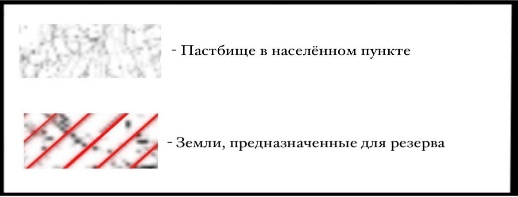 - Пастбище в населённом пункте
- Земли, предназначенные для резерва